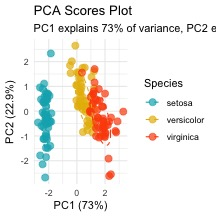 PCA Scores Plot
PC1 explains 73% of variance, PC2 e
PC2 (22.9%)
2
1
0
-1
-2
-2
0
2
PC1 (73%)
Species
setosa
versicolor
virginica